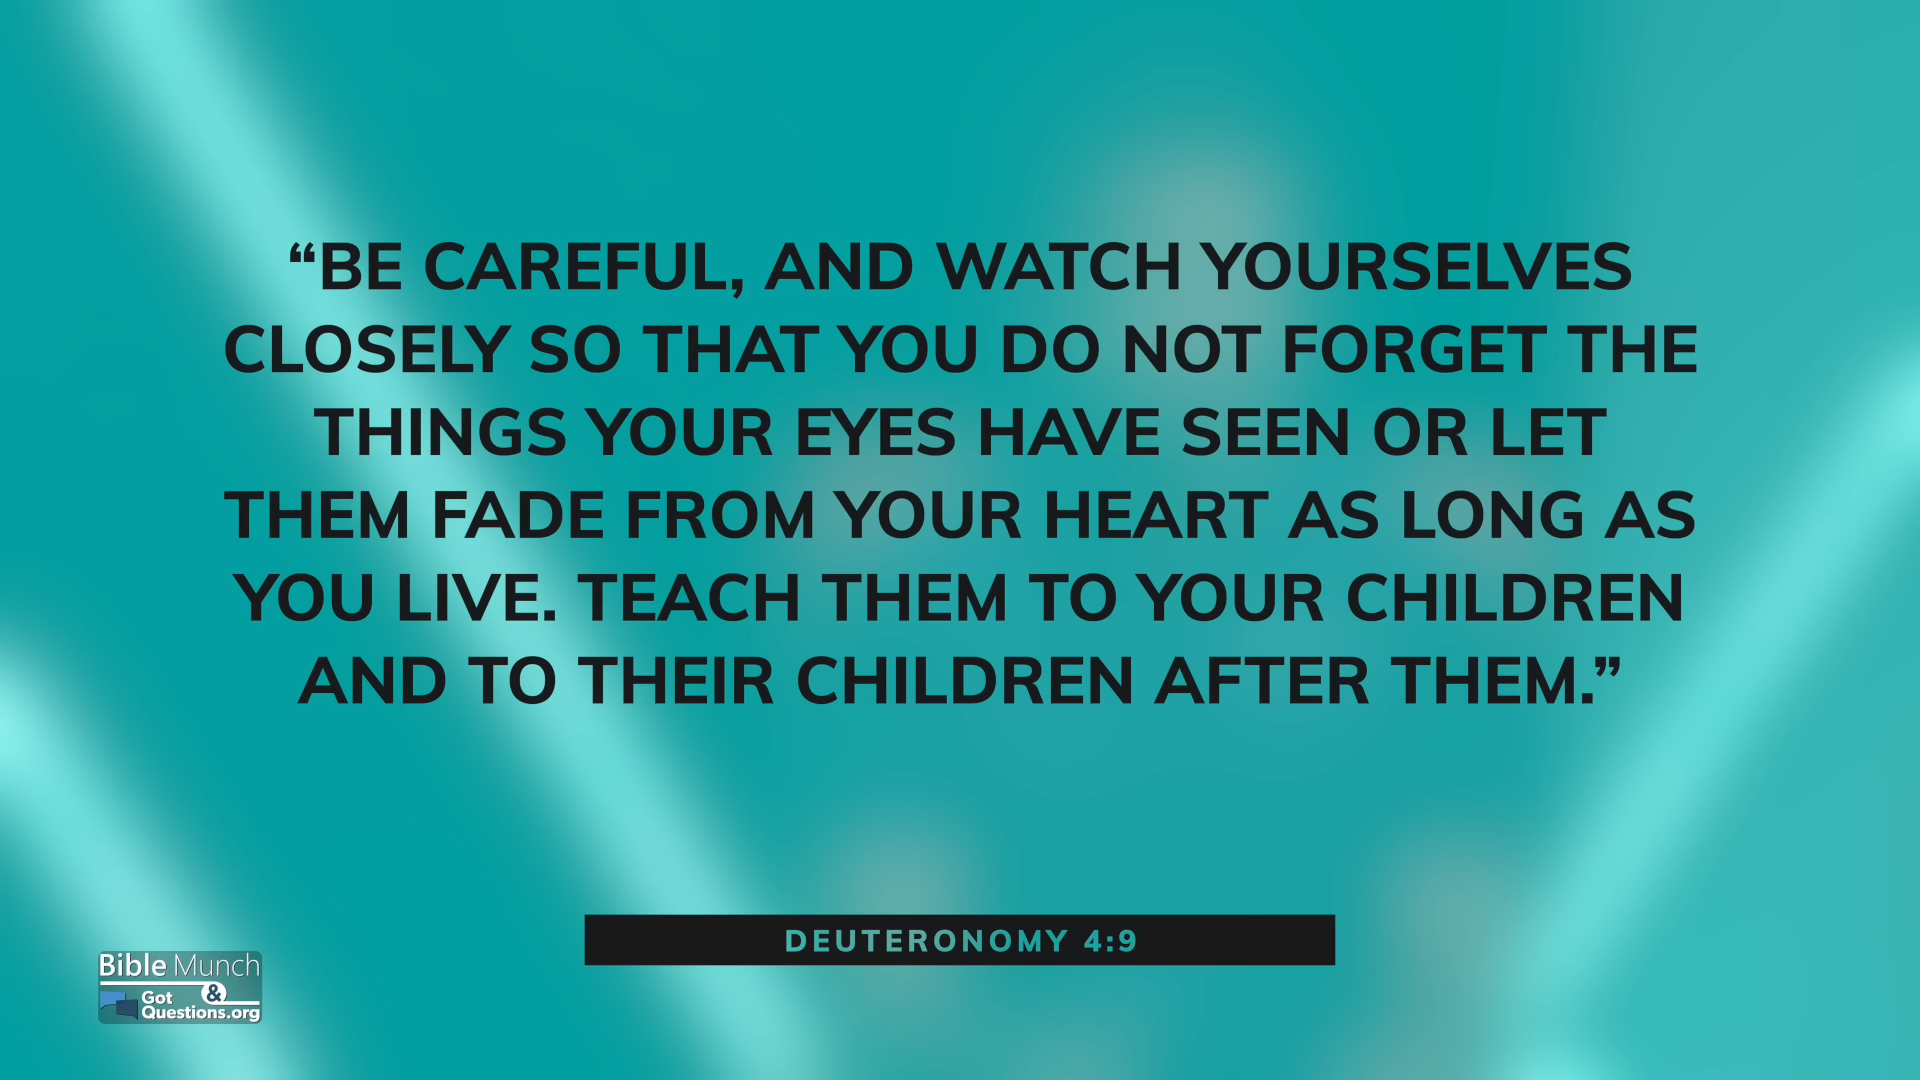 “BE CAREFUL, AND WATCH YOURSELVES
CLOSELY SO THAT YOU DO NOT FORGET THE
THINGS YOUR EYES HAVE SEEN OR LET
THEM FADE FROM YOUR HEART AS LONG AS
YOU LIVE. TEACH THEM TO YOUR CHILDREN
AND TO THEIR CHILDREN AFTER THEM.”
DEUTERONOMY 4:9
Bible Munch
&
Got
Questions.org